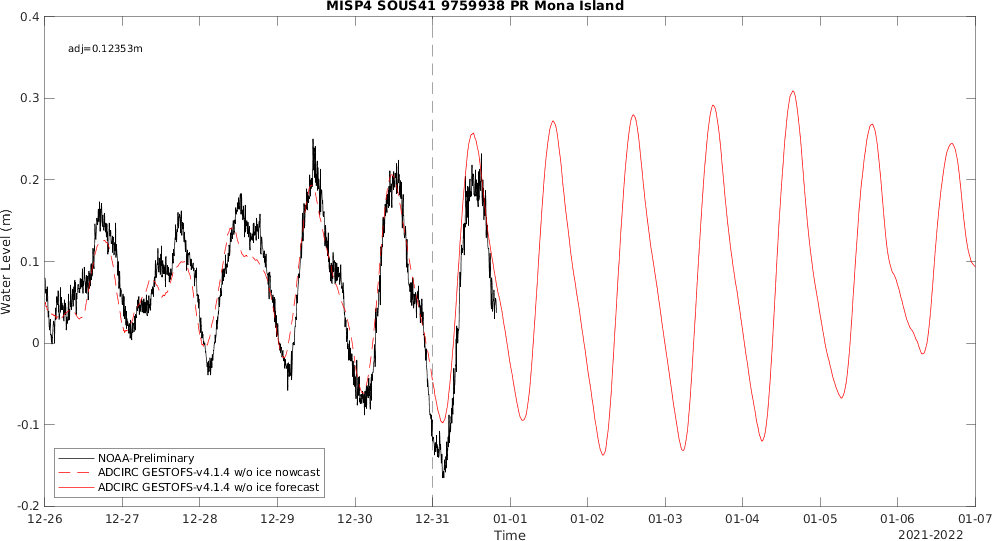 MISP4 SOUS41 9759938 PR Mona Island
adj=0.12353m
0.4
0.3
0.2
0.1
0
-0.1
-0.2
Water Level (m)
NOAA-Preliminary
ADCIRC GESTOFS-v4.1.4 w/o ice nowcast
ADCIRC GESTOFS-v4.1.4 w/o ice forecast
12-26 12-27 12-28 12-29 12-30 12-31 01-01 01-02 01-03 01-04 01-05 01-06 01-07
Time
2021-2022